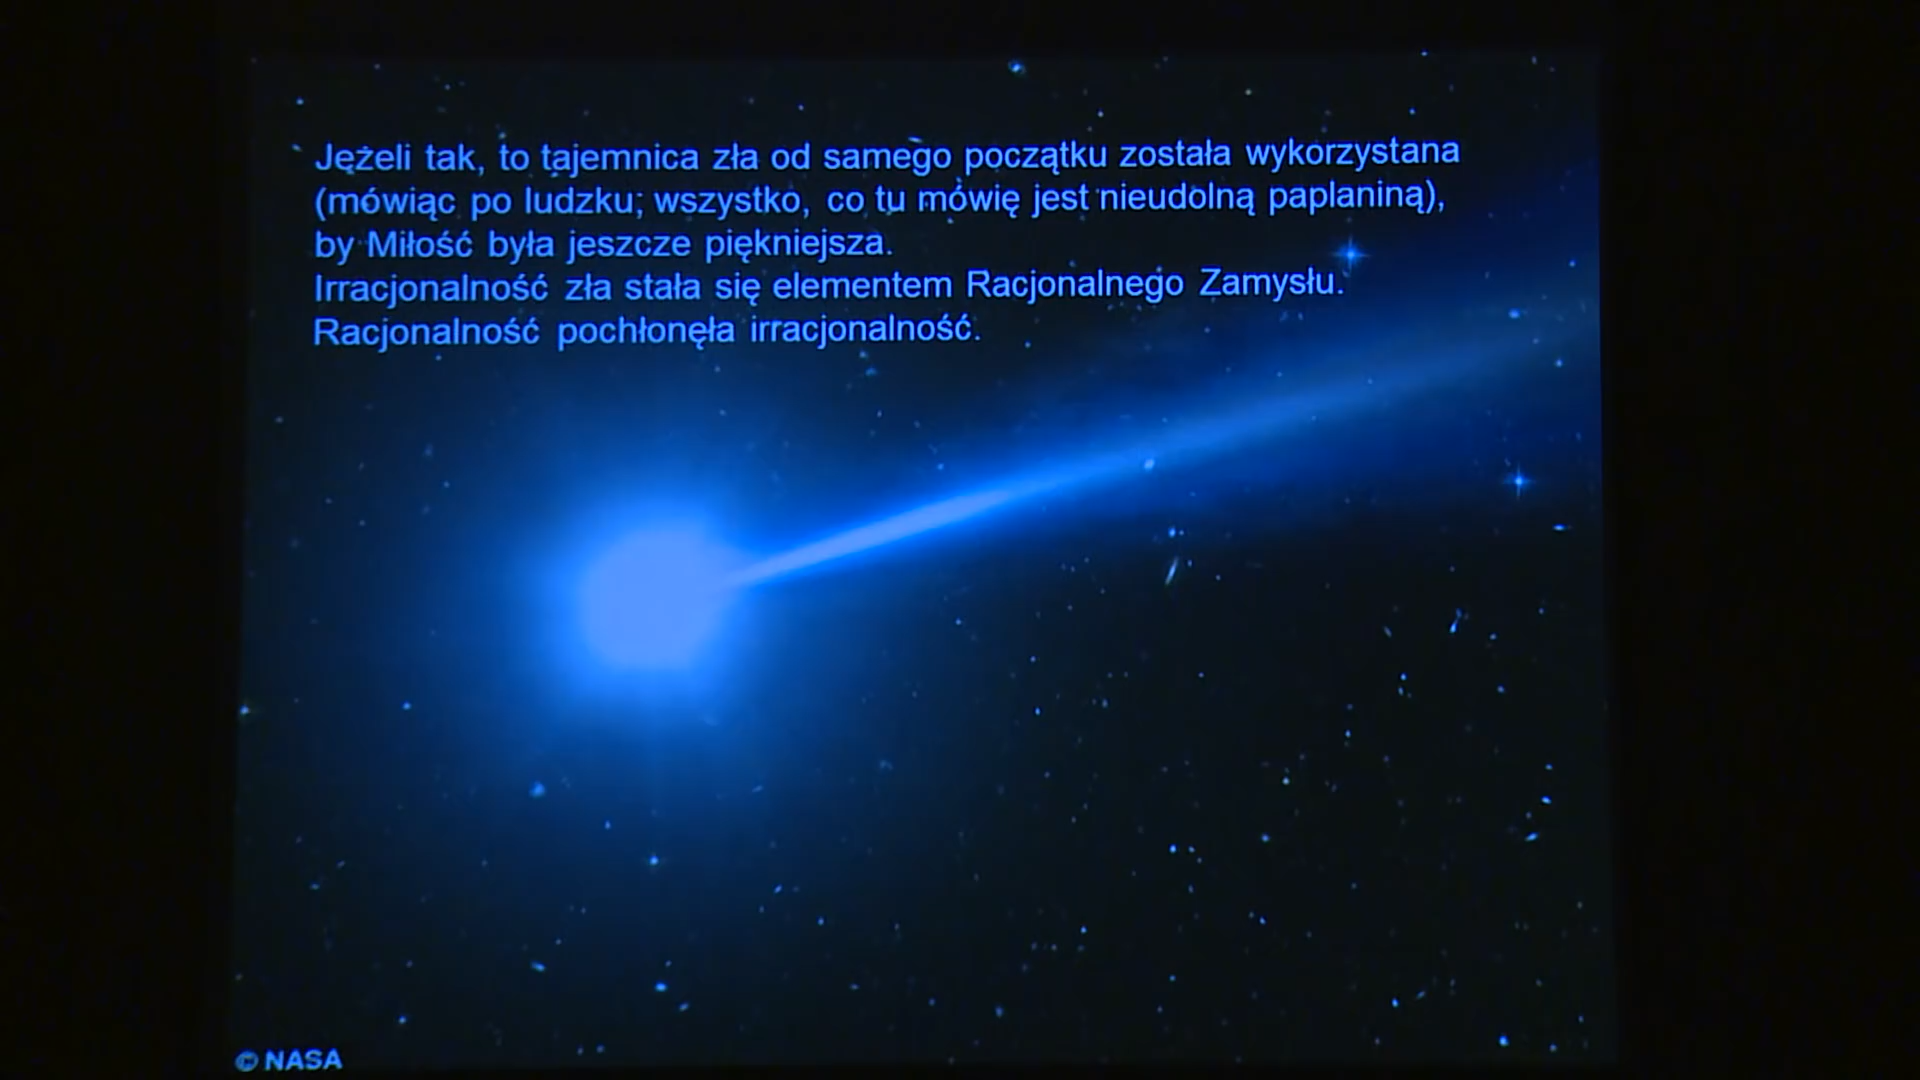 Jeżeli tak, to tajemnica zła od samego początku została wykorzystana
(mówiąc po ludzku; wszystko, co tu mówię jest nieudolną paplaniną),
by Miłość była jeszcze piękniejsza.
Irracjonalność zła stała się elementem Racjonalnego Zamysłu.
Racjonalność pochłonęła irracjonalność.
© NASA